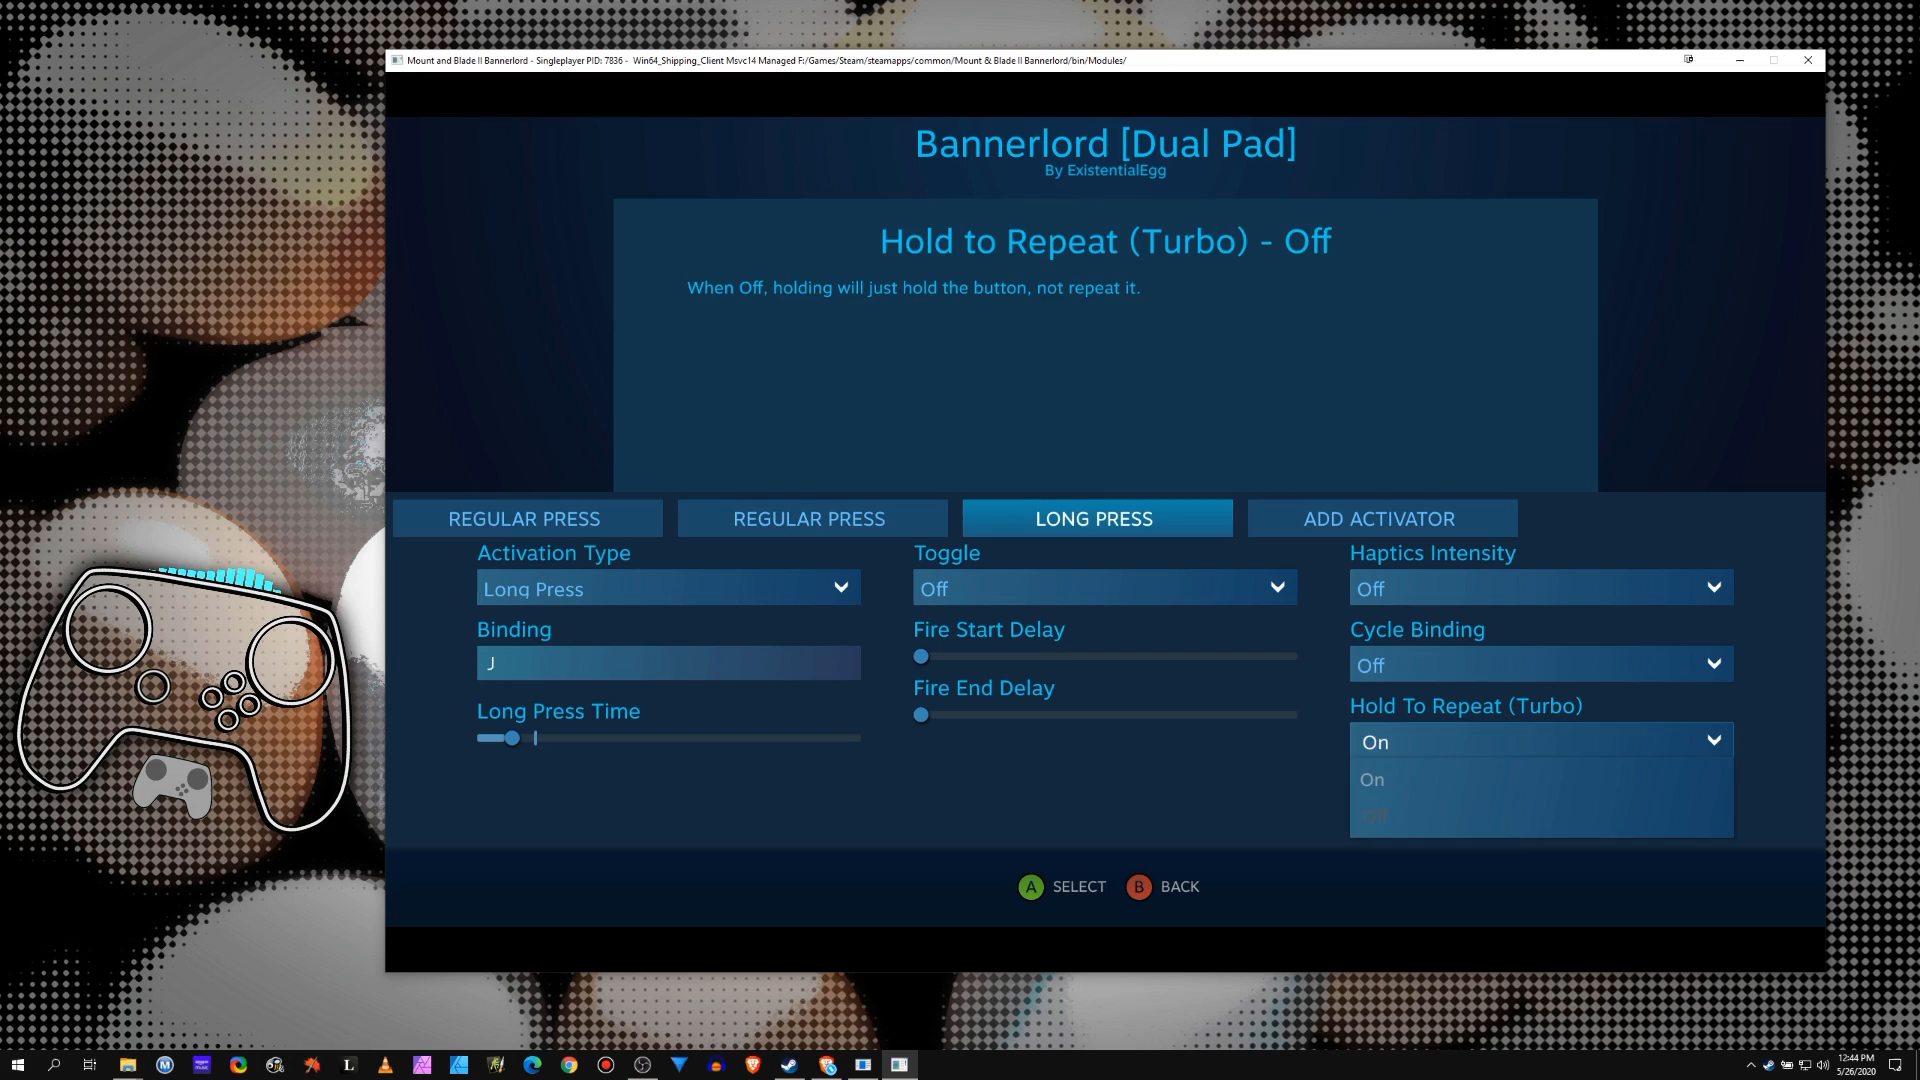 Mount and Blade II Bannerlord - Singleplayer PID: 7836 - Win64_Shipping_Client Msvc14 Managed F:/Games/Steam/steamapps/common/Mount & Blade II Bannerlord/bin/Modules/
Bannerlord [Dual Pad]
By ExistentialEgg
Hold to Repeat (Turbo) - Off
When Off, holding will just hold the button, not repeat it.
REGULAR PRESS
REGULAR PRESS
LONG PRESS
ADD ACTIVATOR
Activation Type
Long Press
Binding
J
Long Press Time
Toggle
Off
Fire Start Delay
Fire End Delay
Haptics Intensity
Off
Cycle Binding
Off
Hold To Repeat (Turbo)
On
On
Off
A SELECT
B BACK
12:44 PM
5/26/2020